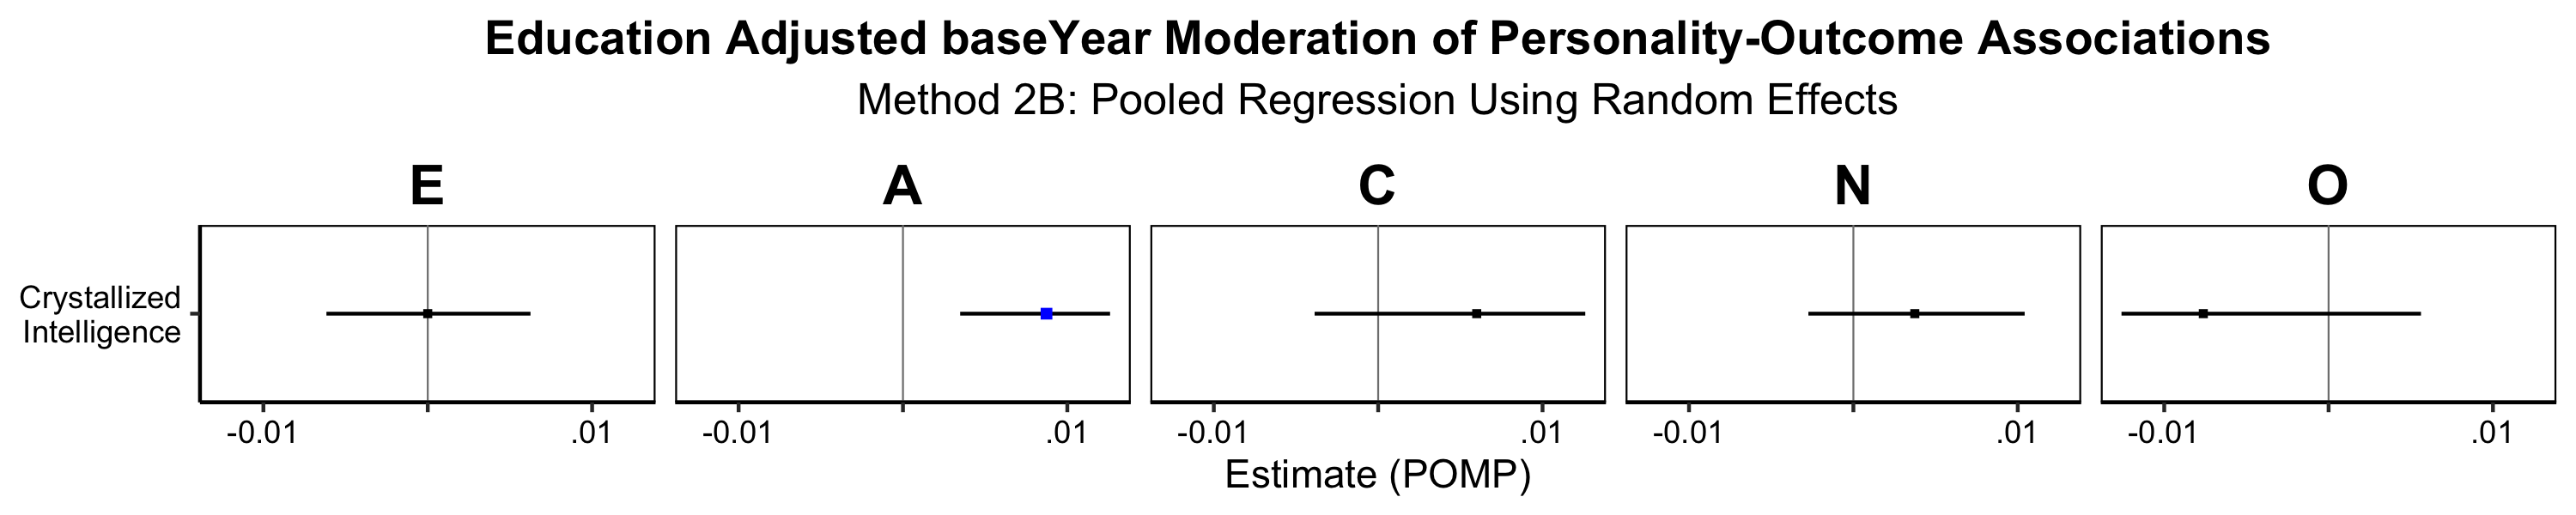 Education Adjusted baseYear Moderation of Personality-Outcome Associations
Method 2B: Pooled Regression Using Random Effects
E A C N O
Crystallized
Intelligence
-0.01 .01 -0.01 .01 -0.01 .01 -0.01 .01 -0.01 .01
Estimate (POMP)